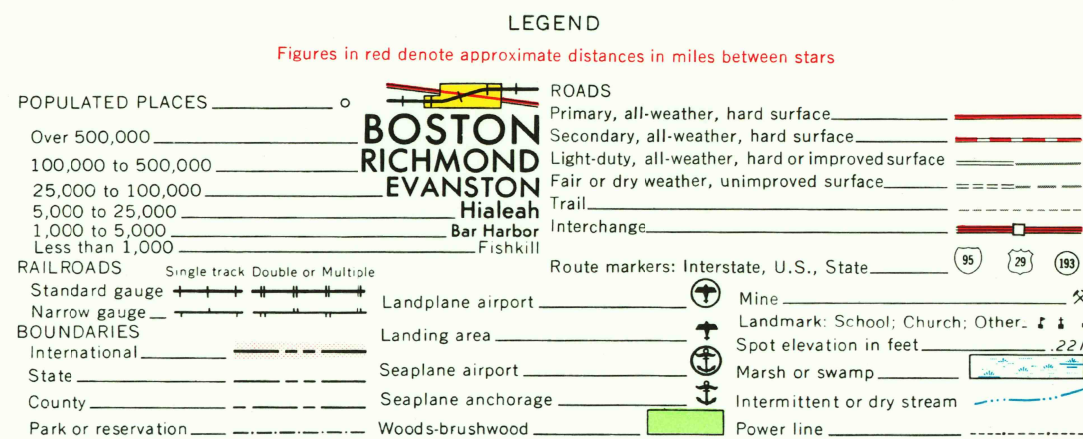 LEGEND
Figures in red denote approximate distances in miles between stars
POPULATED PLACES
Over 500,000 BOSTON
100,000 to 500,000 RICHMOND
25,000 to 100,000 EVANSTON
5,000 to 25,000 Hialeah
1,000 to 5,000 Bar Harbor
Less than 1,000 Fishkill
RAILROADS Single track Double or Multiple
Standard gauge
Narrow gauge
BOUNDARIES
International
State
County
Park or reservation
Landplane airport
Landing area
Seaplane airport
Seaplane anchorage
Woods-brushwood
ROADS
Primary, all-weather, hard surface
Secondary, all-weather, hard surface
Light-duty, all-weather, hard or improved surface
Fair or dry weather, unimproved surface
Trail
Interchange
Route markers: Interstate, U.S., State 95 29 193
Mine
Landmark: School; Church; Other
Spot elevation in feet
Marsh or swamp
Intermittent or dry stream
Power line